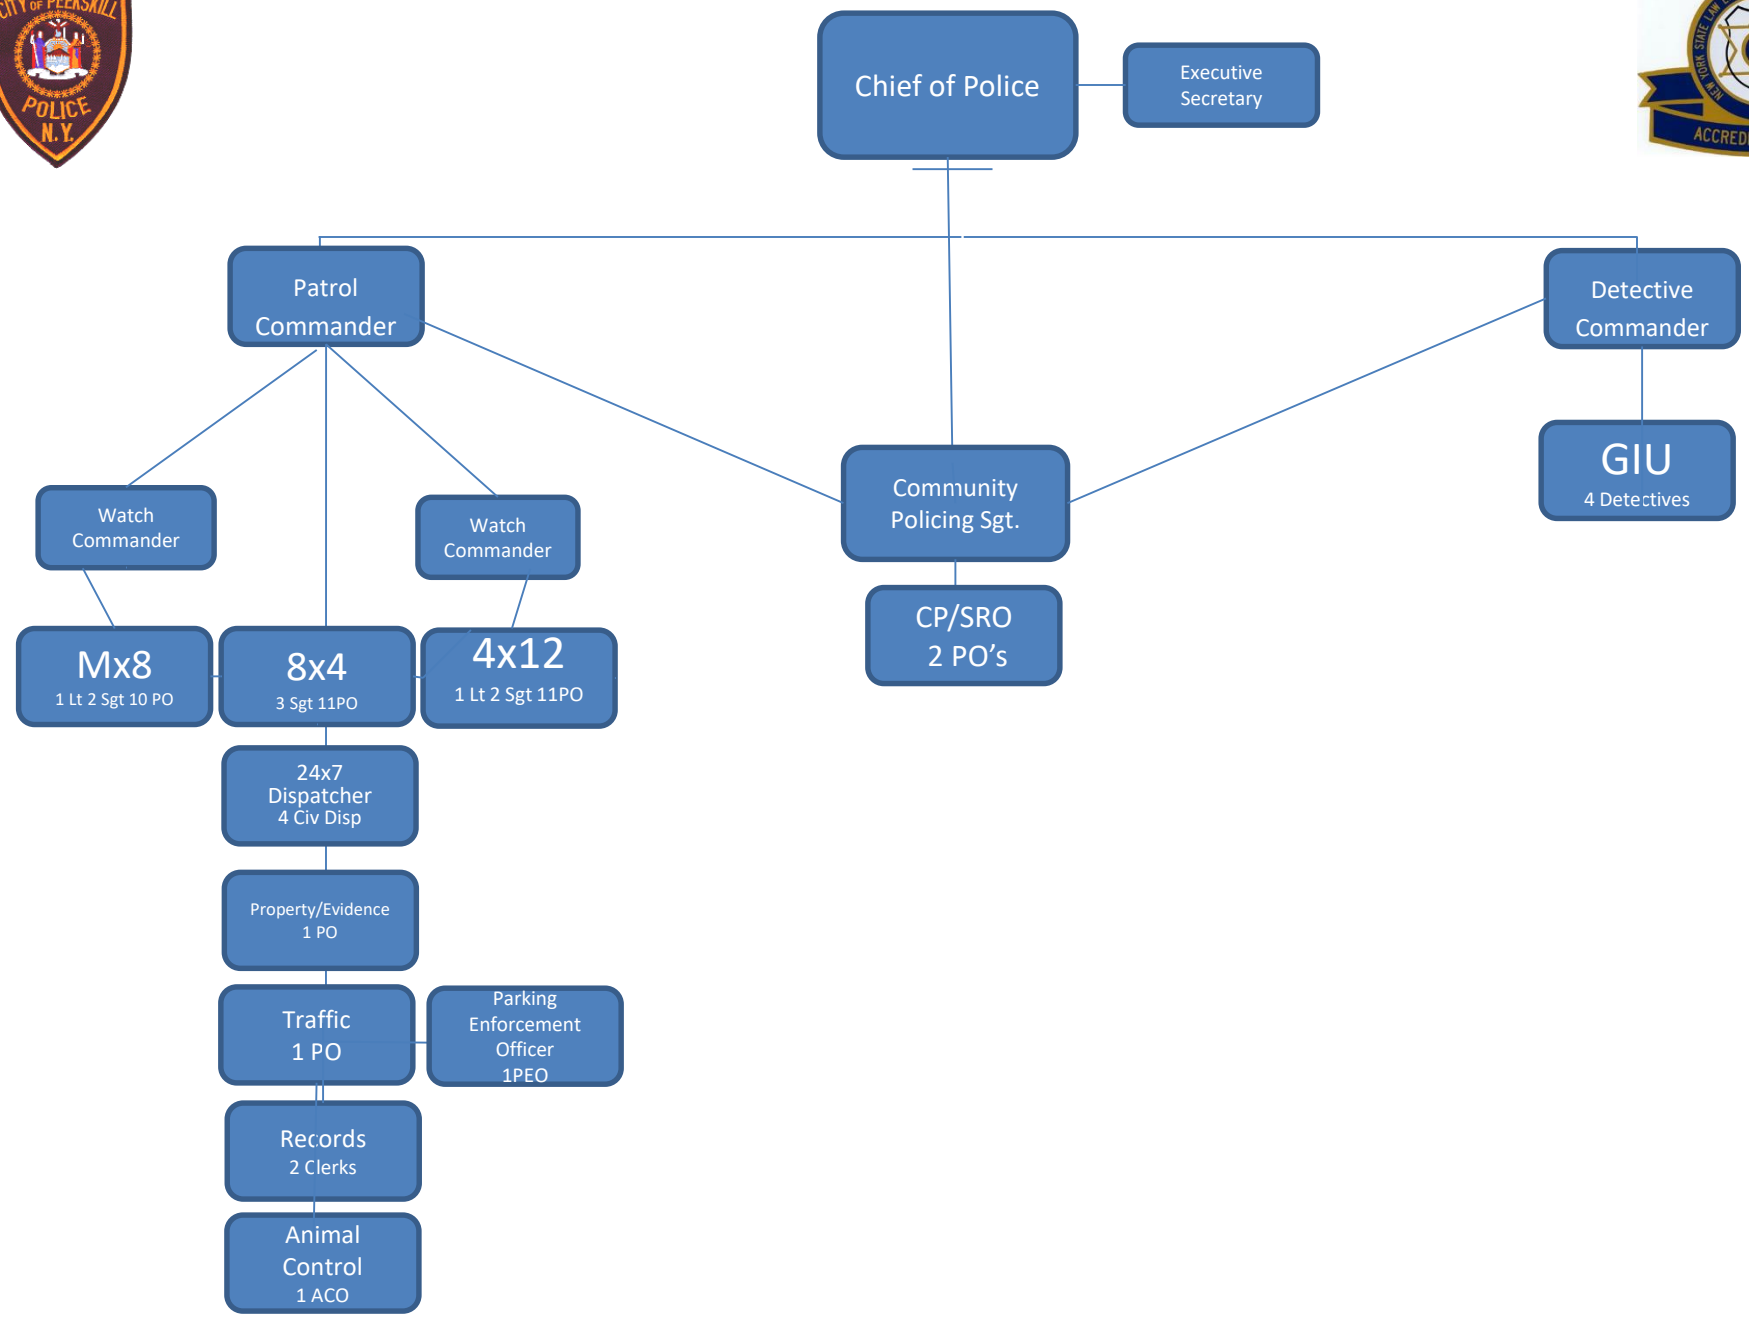 CITY OF PEEKSKILL
POLICE
N.Y.
Chief of Police
Executive
Secretary
NEW YORK STATE LAW
ACCRED
Patrol
Commander
Detective
Commander
Watch
Commander
Watch
Commander
Community
Policing Sgt.
GIU
4 Detectives
Mx8
1 Lt 2 Sgt 10 PO
8x4
3 Sgt 11PO
4x12
1 Lt 2 Sgt 11PO
CP/SRO
2 PO’s
24x7
Dispatcher
4 Civ Disp
Property/Evidence
1 PO
Traffic
1 PO
Parking
Enforcement
Officer
1PEO
Records
2 Clerks
Animal
Control
1 ACO